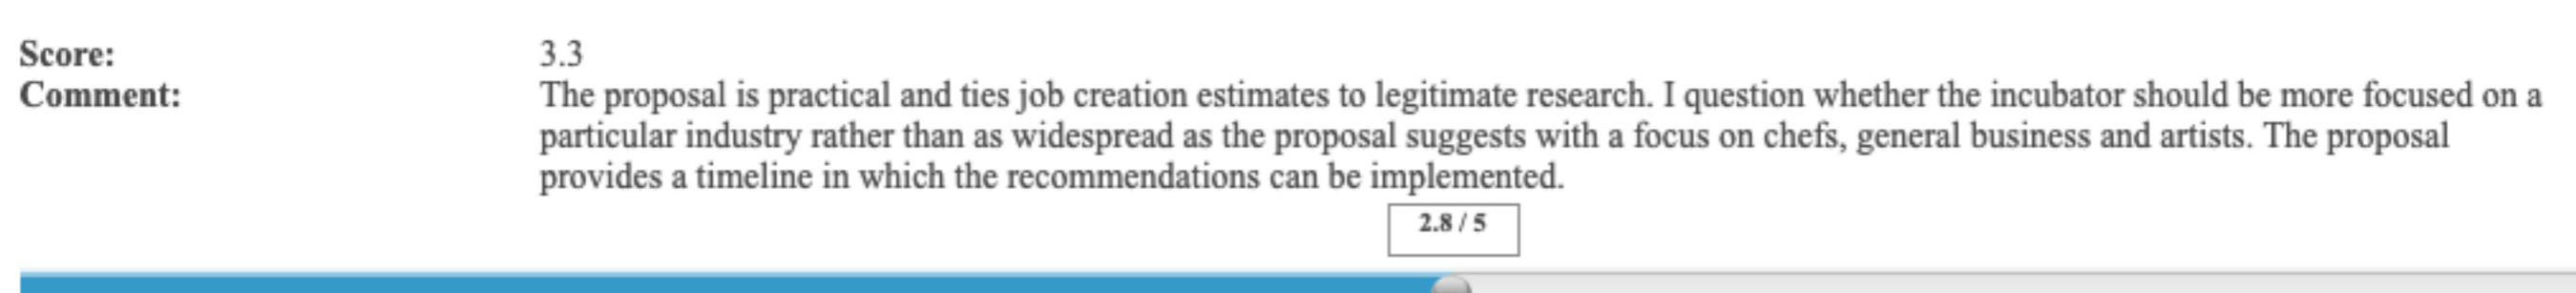 Score: 3.3
Comment: The proposal is practical and ties job creation estimates to legitimate research. I question whether the incubator should be more focused on a
particular industry rather than as widespread as the proposal suggests with a focus on chefs, general business and artists. The proposal
provides a timeline in which the recommendations can be implemented.
2.8 / 5